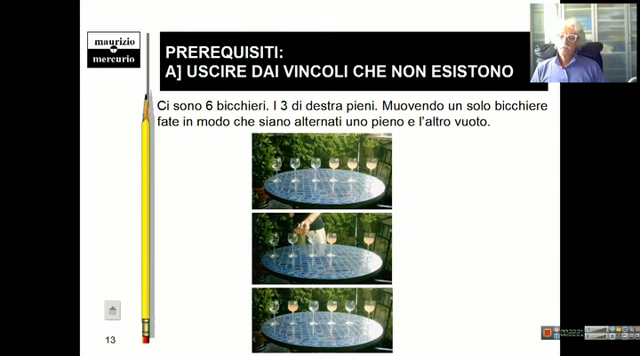 maurizio
mercurio
PREREQUISITI:
A] USCIRE DAI VINCOLI CHE NON ESISTONO
Ci sono 6 bicchieri. I 3 di destra pieni. Muovendo un solo bicchiere
fate in modo che siano alternati uno pieno e l'altro vuoto.
13